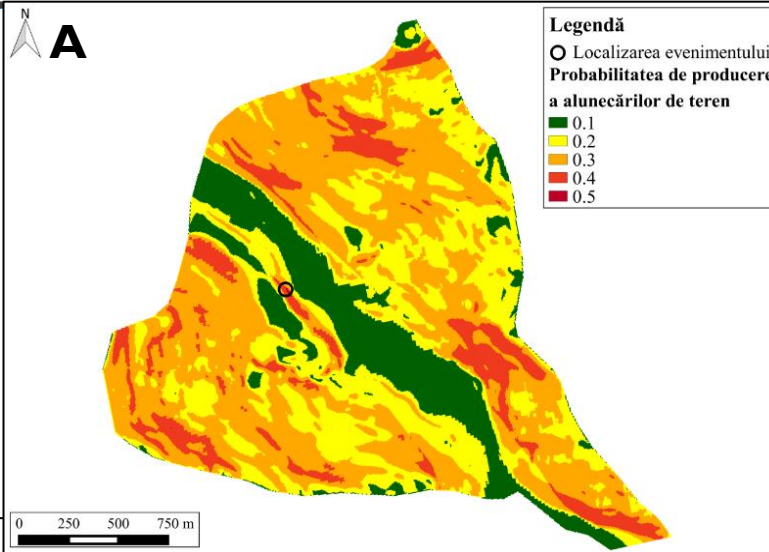 N
A
Legendă
Localizarea evenimentului
Probabilitatea de producere
a alunecărilor de teren
0.1
0.2
0.3
0.4
0.5
0 250 500 750 m